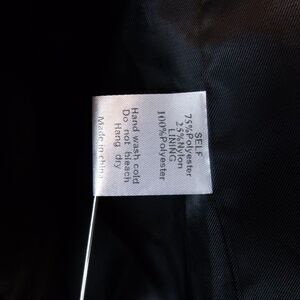 SELF
75%Polyester
25%Nylon
LINING
100%Polyester
Hand wash cold
Do not bleach
Hang dry
Made in china